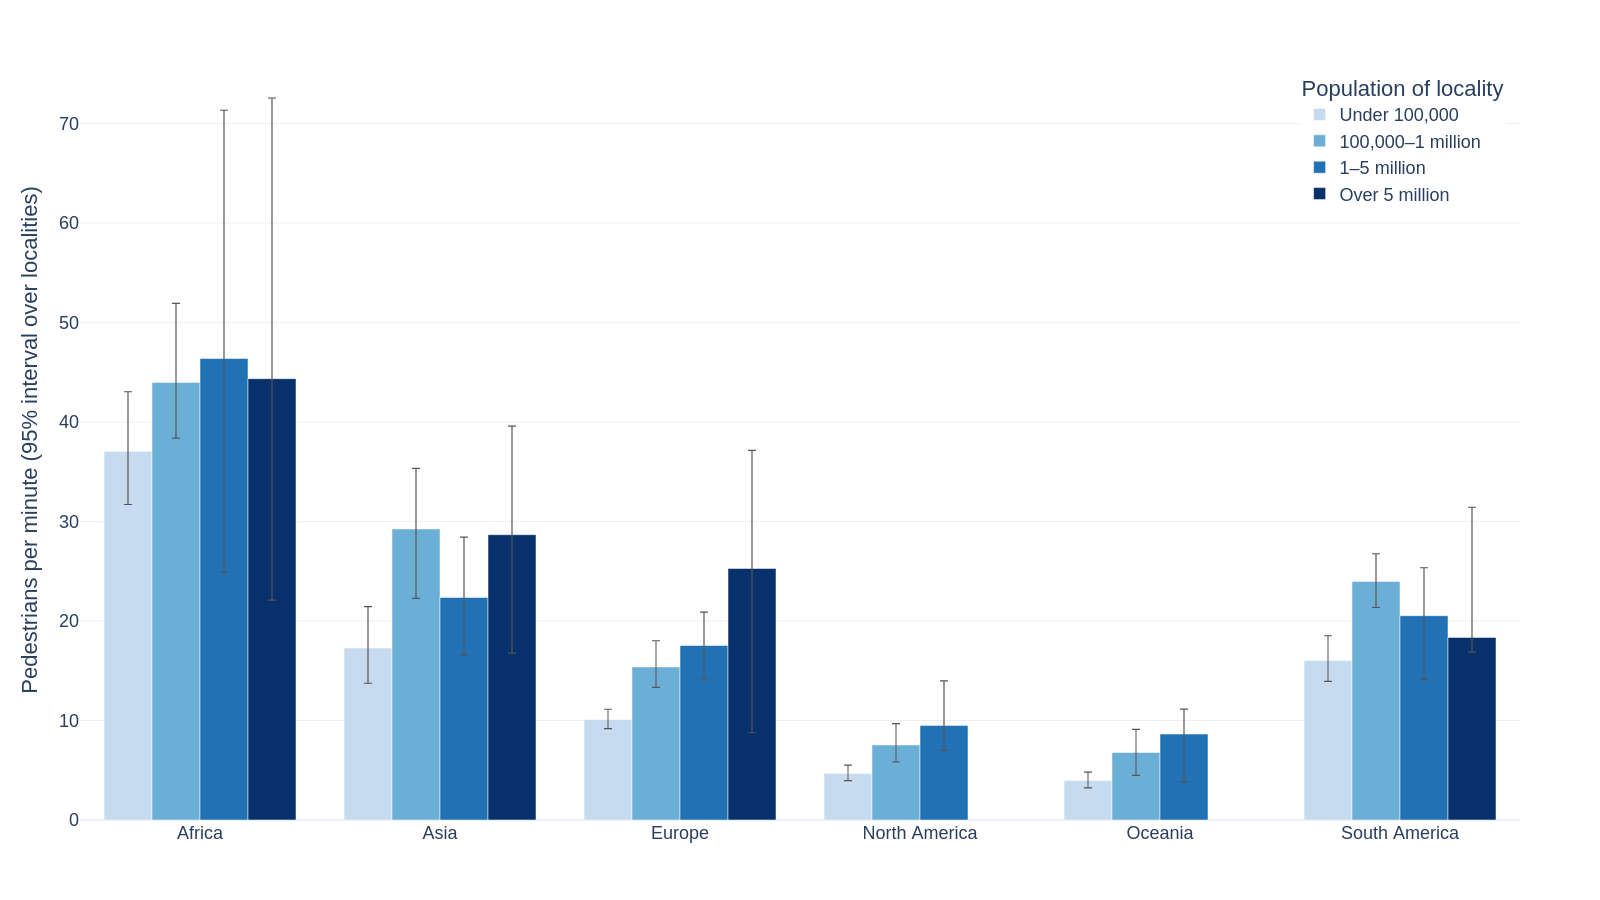 Population of locality
Under 100,000
100,000–1 million
1–5 million
Over 5 million
Pedestrians per minute (95% interval over localities)
70
60
50
40
30
20
10
0
Africa
Asia
Europe
North America
Oceania
South America